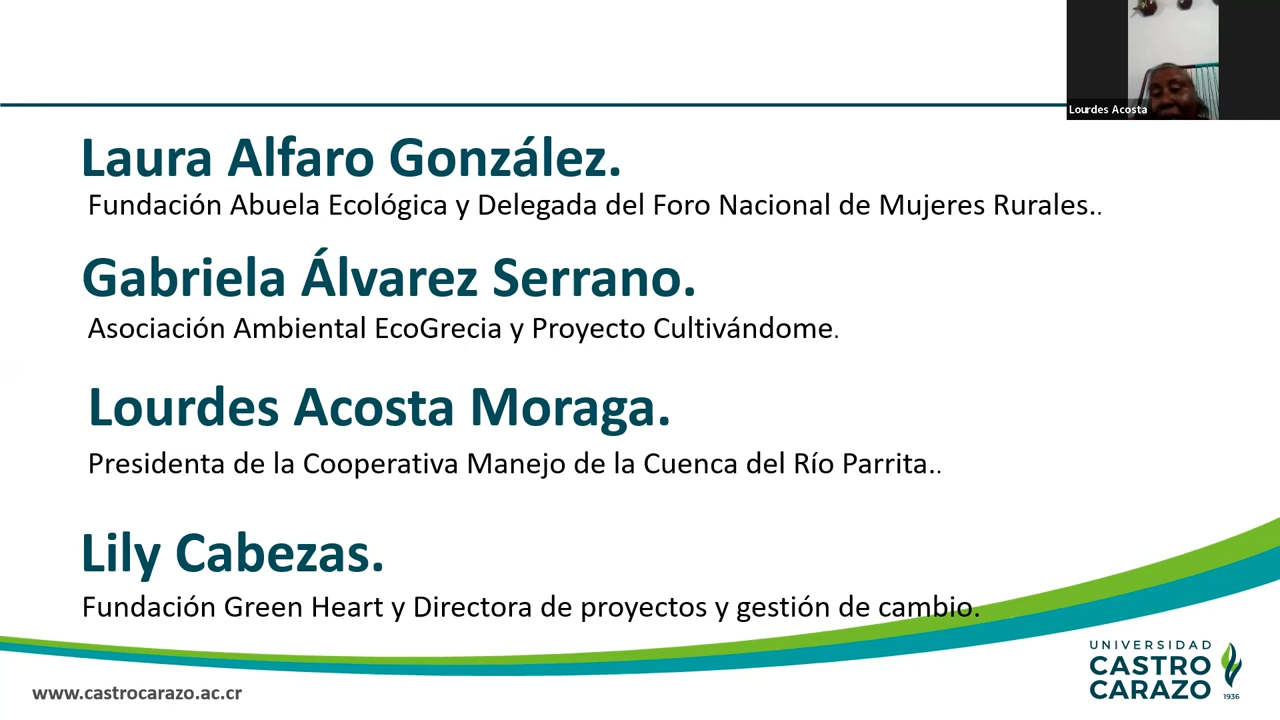 Lourdes Acosta
Laura Alfaro González.
Fundación Abuela Ecológica y Delegada del Foro Nacional de Mujeres Rurales..
Gabriela Álvarez Serrano.
Asociación Ambiental EcoGrecia y Proyecto Cultivándome.
Lourdes Acosta Moraga.
Presidenta de la Cooperativa Manejo de la Cuenca del Río Parrita..
Lily Cabezas.
Fundación Green Heart y Directora de proyectos y gestión de cambio.
www.castrocarazo.ac.cr
UNIVERSIDAD
CASTRO
CARAZO
1936